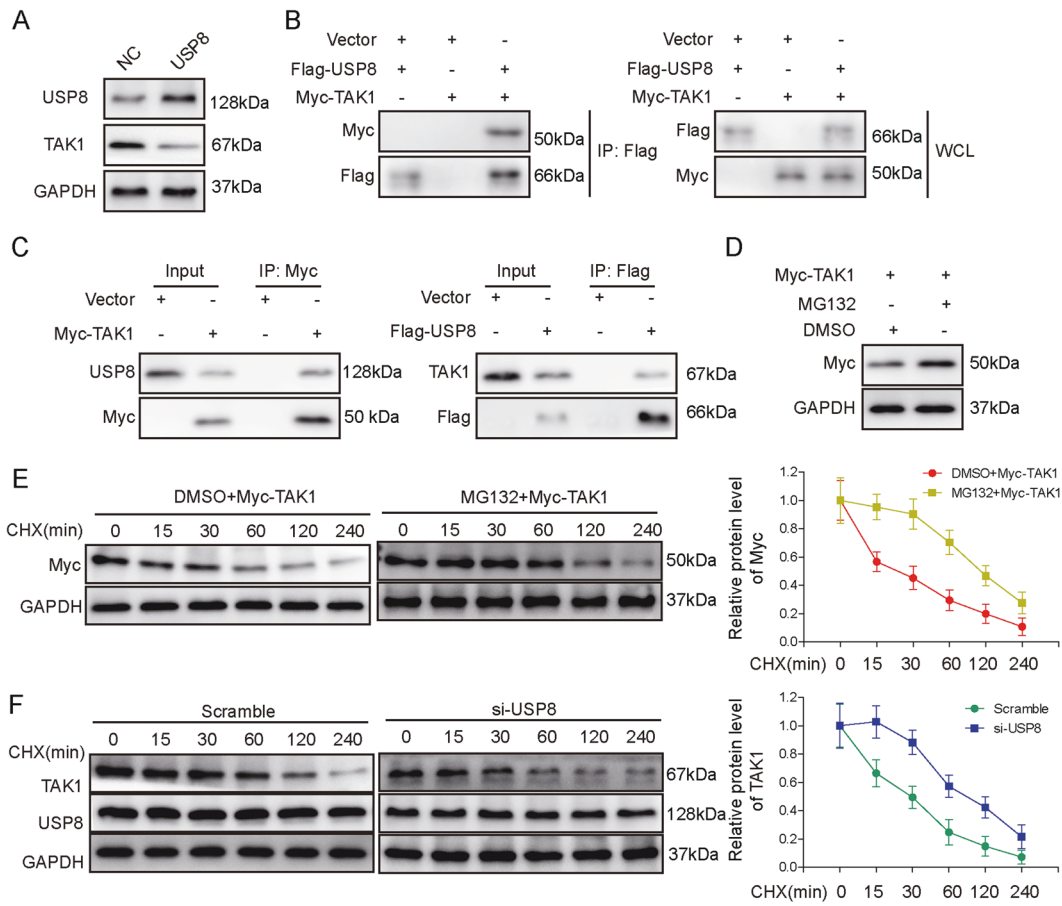 A
NC USP8
USP8 128kDa
TAK1 67kDa
GAPDH 37kDa
B
Vector + + -
Flag-USP8 + - +
Myc-TAK1 - + +
Myc 50kDa
Flag 66kDa
IP: Flag
Vector + + -
Flag-USP8 + - +
Myc-TAK1 - + +
Flag 66kDa
Myc 50kDa
WCL
C
Input IP: Myc
Vector + - + -
Myc-TAK1 - + - +
USP8 128kDa
Myc 50 kDa
Input IP: Flag
Vector + - + -
Flag-USP8 - + - +
TAK1 67kDa
Flag 66kDa
D
Myc-TAK1 + +
MG132 - +
DMSO + -
Myc 50kDa
GAPDH 37kDa
E
DMSO+Myc-TAK1 MG132+Myc-TAK1
CHX(min) 0 15 30 60 120 240 0 15 30 60 120 240
Myc 50kDa
GAPDH 37kDa
Relative protein level
of Myc
1.2
1.0
0.8
0.6
0.4
0.2
0.0
DMSO+Myc-TAK1
MG132+Myc-TAK1
CHX(min) 0 15 30 60 120 240
F
Scramble si-USP8
CHX(min) 0 15 30 60 120 240 0 15 30 60 120 240
TAK1 67kDa
USP8 128kDa
GAPDH 37kDa
Relative protein level
of TAK1
1.2
1.0
0.8
0.6
0.4
0.2
0.0
Scramble
si-USP8
CHX(min) 0 15 30 60 120 240